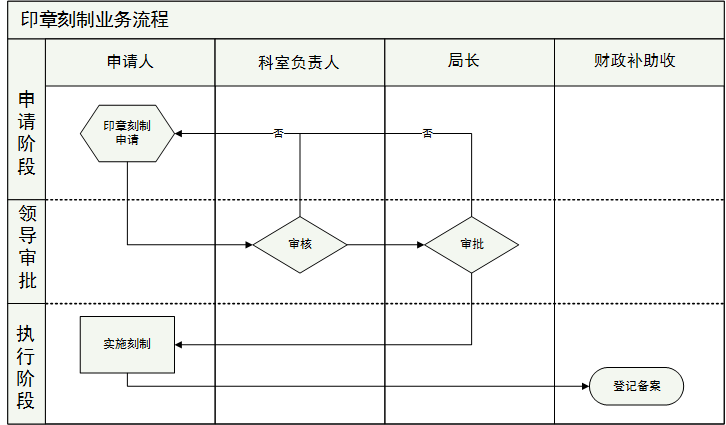 印章刻制业务流程
申请人
科室负责人
局长
财政补助收
申请阶段
印章刻制
申请
否
否
领导审批
审核
审批
执行阶段
实施刻制
登记备案